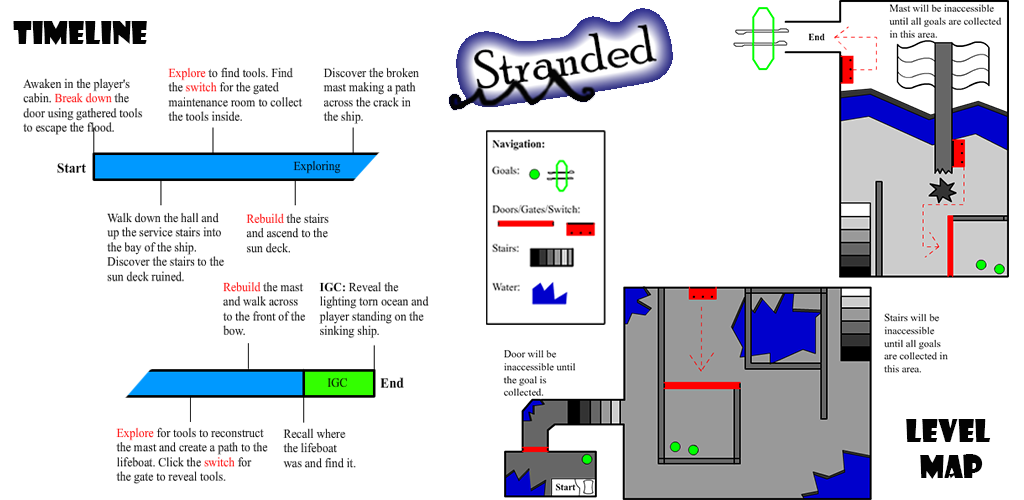 TIMELINE
Awaken in the player's
cabin. Break down the
door using gathered tools
to escape the flood.
Explore to find tools. Find
the switch for the gated
maintenance room to collect
the tools inside.
Discover the broken
mast making a path
across the crack in
the ship.
Start
Exploring
Walk down the hall and
up the service stairs into
the bay of the ship.
Discover the stairs to the
sun deck ruined.
Rebuild the stairs
and ascend to the
sun deck.
Rebuild the mast
and walk across
to the front of the
bow.
IGC: Reveal the
lighting torn ocean and
player standing on the
sinking ship.
IGC
End
Explore for tools to reconstruct
the mast and create a path to the
lifeboat. Click the switch for
the gate to reveal tools.
Recall where
the lifeboat
was and find it.
Stranded
Navigation:
Goals:
Doors/Gates/Switch:
Stairs:
Water:
End
Mast will be inaccessible
until all goals are collected
in this area.
Door will be
inaccessible until
the goal is
collected.
Start
Stairs will be
inaccessible
until all goals
are collected in
this area.
LEVEL
MAP